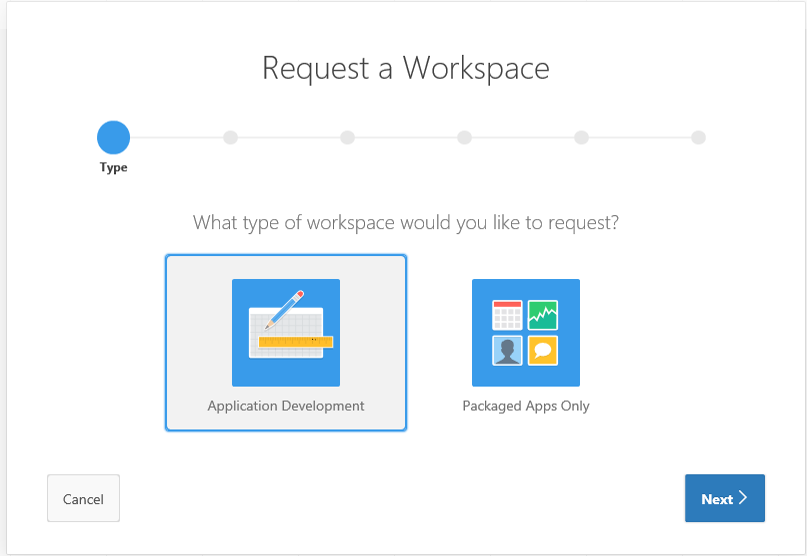 Request a Workspace
Type
What type of workspace would you like to request?
Application Development
Packaged Apps Only
Cancel
Next